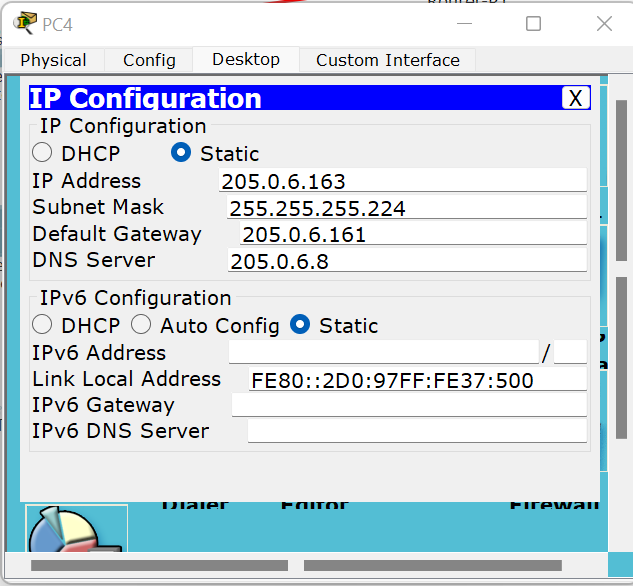 PC4
Physical Config Desktop Custom Interface
IP Configuration X
IP Configuration
DHCP Static
IP Address 205.0.6.163
Subnet Mask 255.255.255.224
Default Gateway 205.0.6.161
DNS Server 205.0.6.8
IPv6 Configuration
DHCP Auto Config Static
IPv6 Address /
Link Local Address FE80::2D0:97FF:FE37:500
IPv6 Gateway
IPv6 DNS Server
Dialer Editor Firewall